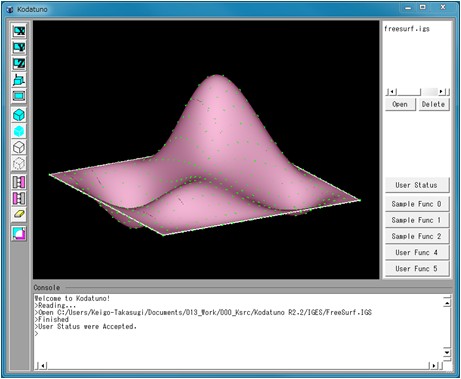 Kodatuno
freesurf.igs
Open Delete
User Status
Sample Func 0
Sample Func 1
Sample Func 2
User Func 4
User Func 5
Console
Welcome to Kodatuno!
>Reading...
>Open C:/Users/Keigo-Takasugi/Documents/013_Work/000_Ksrc/Kodatuno R2.2/IGES/FreeSurf.IGS
>Finished
>User Status were Accepted.
>